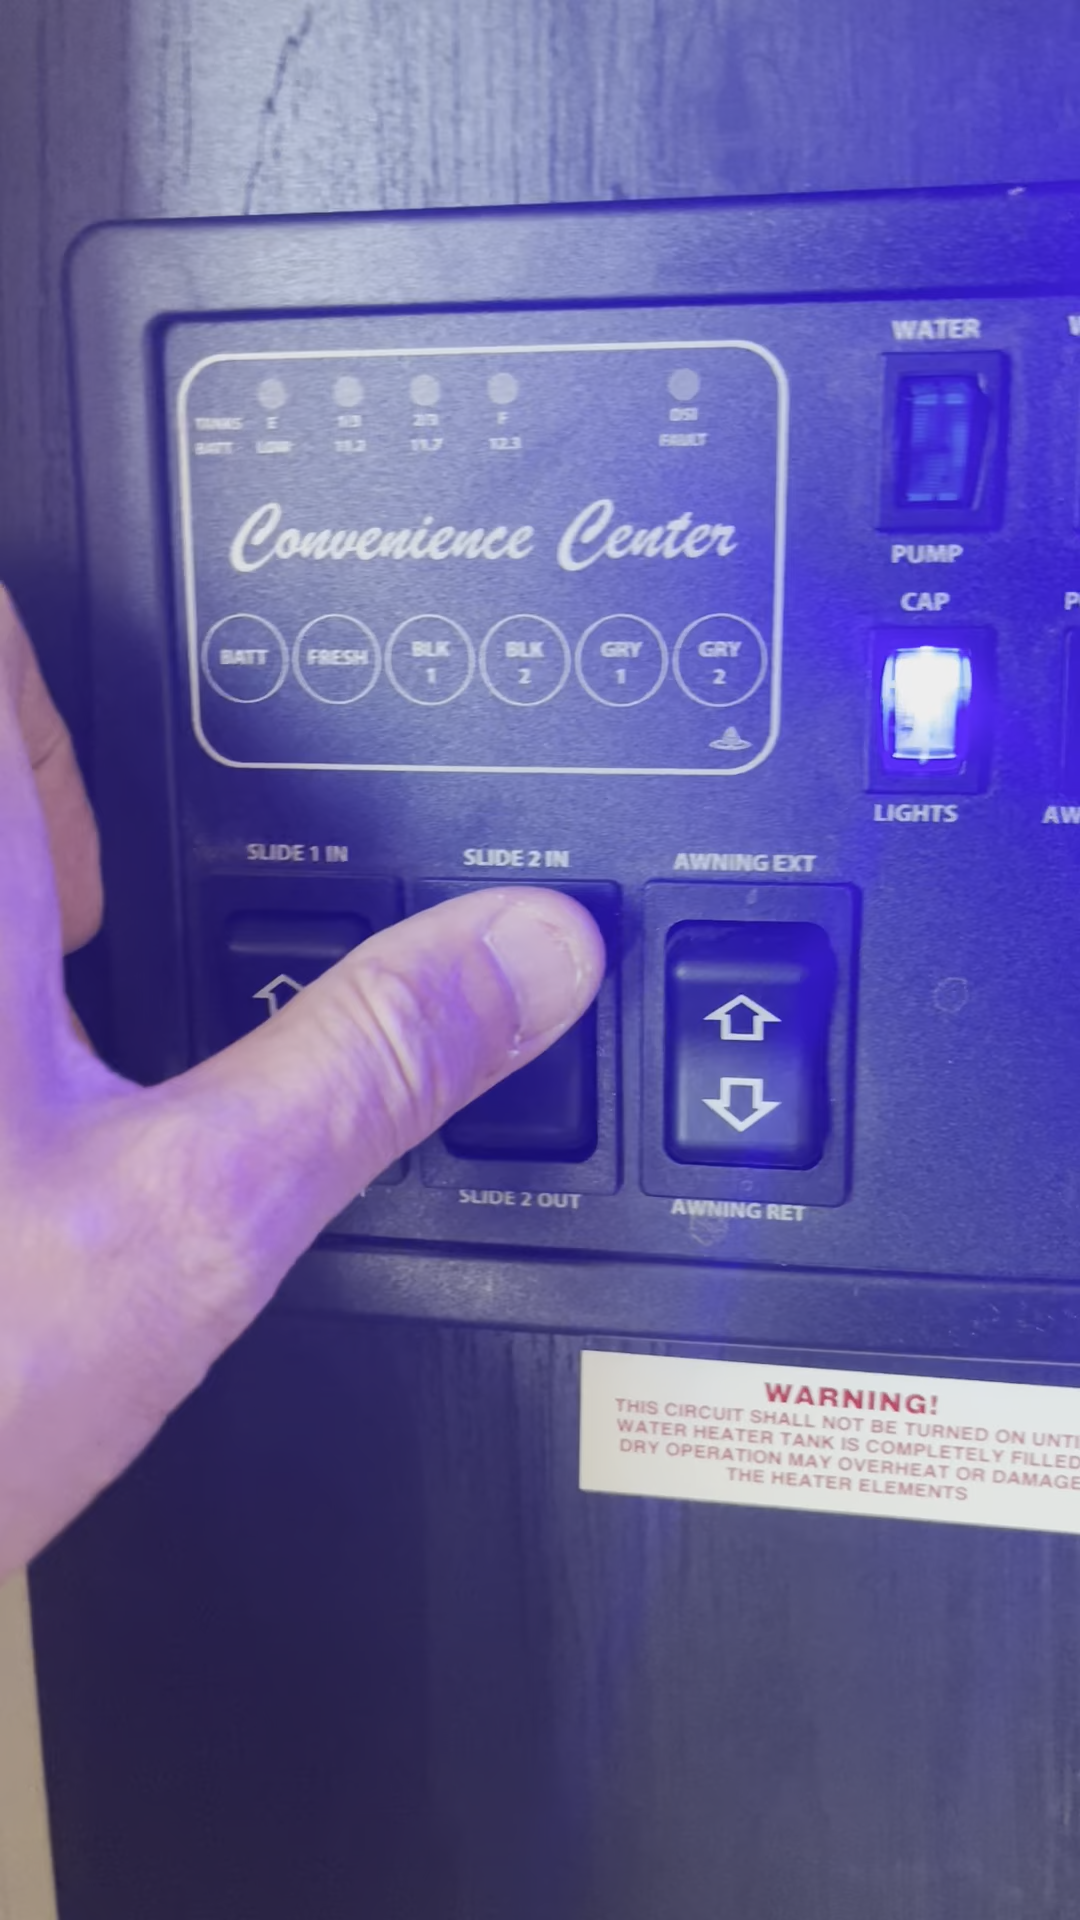 WATER
TANKS E 1/3 2/3 F DSI
BATT LOW 11.2 11.7 12.3 FAULT
Convenience Center
PUMP
CAP
BATT FRESH BLK 1 BLK 2 GRY 1 GRY 2
LIGHTS
SLIDE 1 IN SLIDE 2 IN AWNING EXT
SLIDE 2 OUT AWNING RET
WARNING!
THIS CIRCUIT SHALL NOT BE TURNED ON UNTI
WATER HEATER TANK IS COMPLETELY FILLED
DRY OPERATION MAY OVERHEAT OR DAMAGE
THE HEATER ELEMENTS